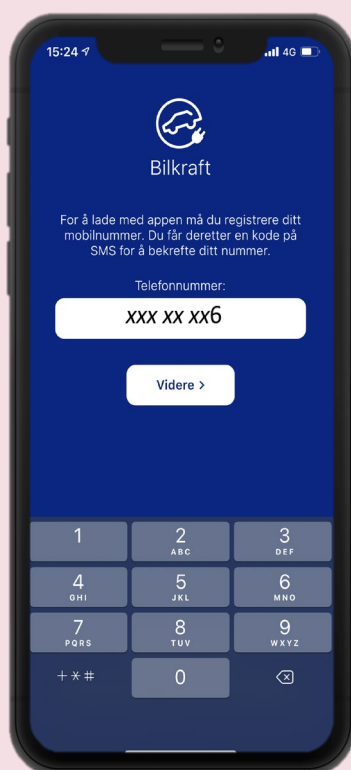 15:24
4G
Bilkraft
For å lade med appen må du registrere ditt
mobilnummer. Du får deretter en kode på
SMS for å bekrefte ditt nummer.
Telefonnummer:
xxx xx xx6
Videre >
1
2
ABC
3
DEF
4
GHI
5
JKL
6
MNO
7
PQRS
8
TUV
9
WXYZ
+*#
0